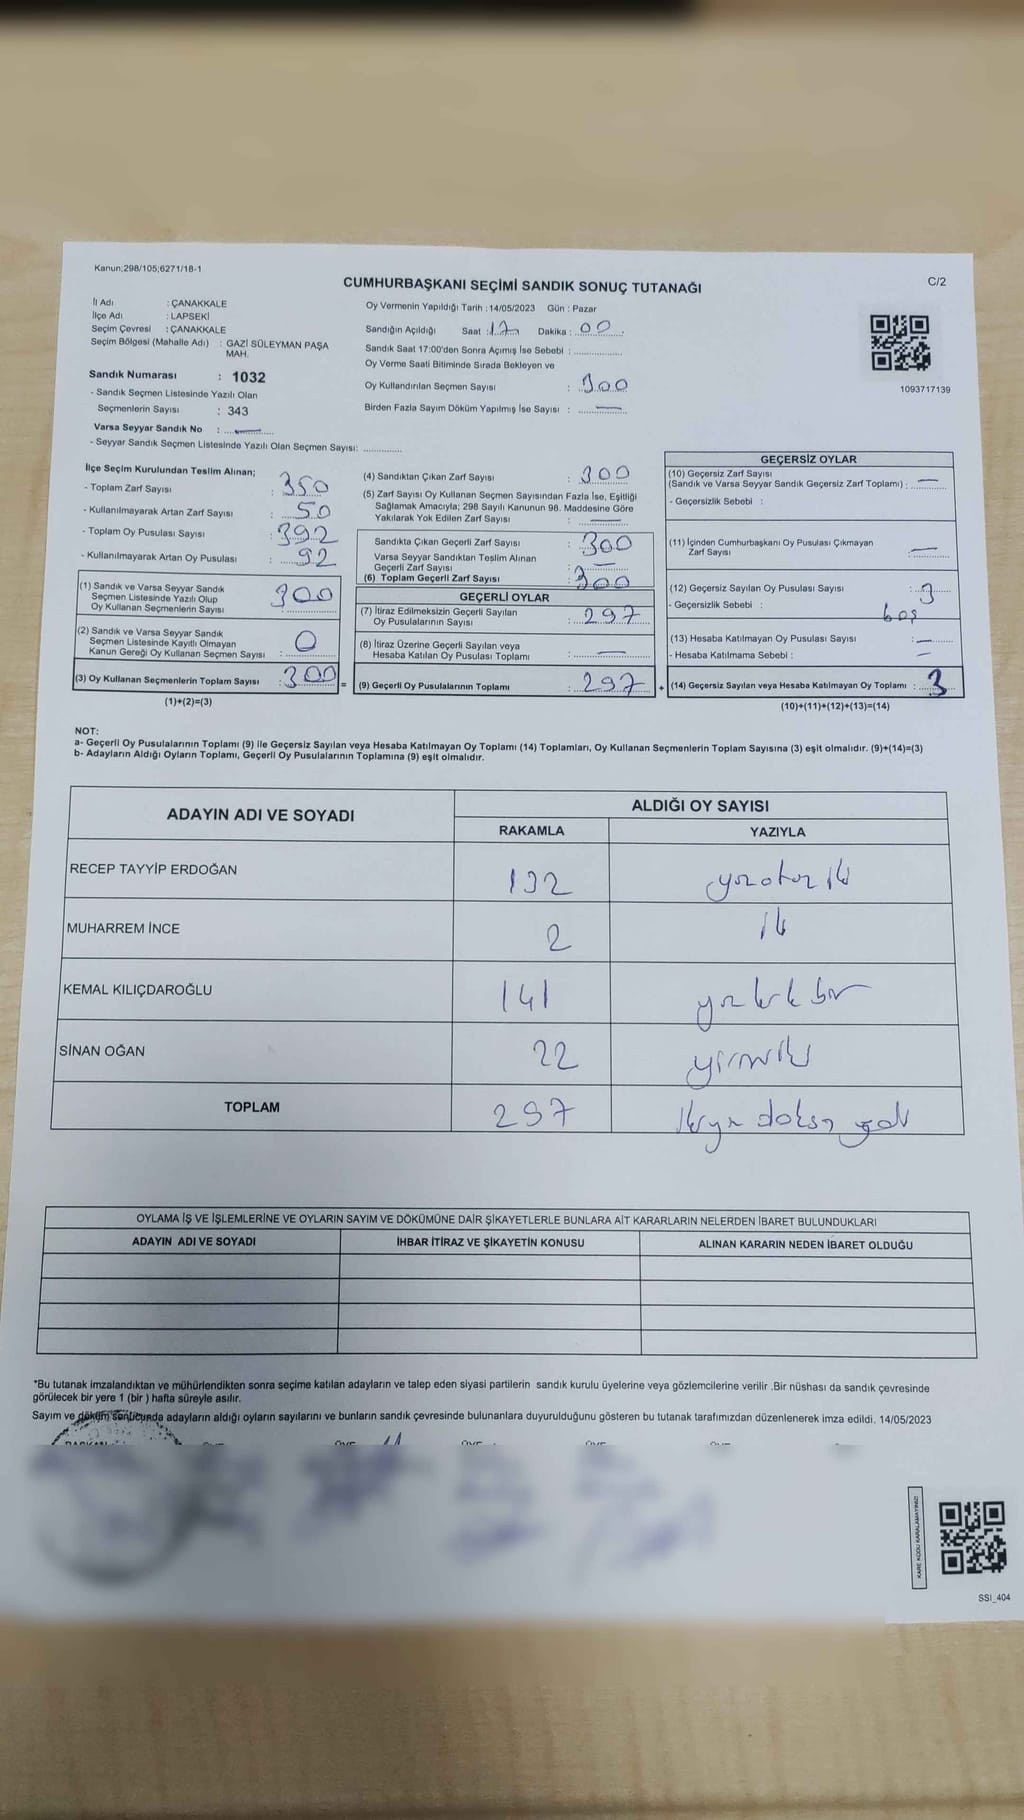 Kanun;298/105;6271/18-1
CUMHURBAŞKANI SEÇİMİ SANDIK SONUÇ TUTANAĞI
C/2
İl Adı : ÇANAKKALE
İlçe Adı : LAPSEKİ
Seçim Çevresi : ÇANAKKALE
Seçim Bölgesi (Mahalle Adı) : GAZİ SÜLEYMAN PAŞA
MAH.
Sandık Numarası : 1032
- Sandık Seçmen Listesinde Yazılı Olan
Seçmenlerin Sayısı : 343
Varsa Seyyar Sandık No : —
- Seyyar Sandık Seçmen Listesinde Yazılı Olan Seçmen Sayısı:
Oy Vermenin Yapıldığı Tarih : 14/05/2023 Gün : Pazar
Sandığın Açıldığı Saat : 17 Dakika : 00
Sandık Saat 17:00'den Sonra Açımış İse Sebebi :
Oy Verme Saati Bitiminde Sırada Bekleyen ve
Oy Kullandırılan Seçmen Sayısı : 300
Birden Fazla Sayım Döküm Yapılmış İse Sayısı : —
1093717139
İlçe Seçim Kurulundan Teslim Alınan;
- Toplam Zarf Sayısı : 350
- Kullanılmayarak Artan Zarf Sayısı : 50
- Toplam Oy Pusulası Sayısı : 392
- Kullanılmayarak Artan Oy Pusulası : 92
(1) Sandık ve Varsa Seyyar Sandık
Seçmen Listesinde Yazılı Olup
Oy Kullanan Seçmenlerin Sayısı : 300
(2) Sandık ve Varsa Seyyar Sandık
Seçmen Listesinde Kayıtlı Olmayan
Kanun Gereği Oy Kullanan Seçmen Sayısı : 0
(3) Oy Kullanan Seçmenlerin Toplam Sayısı : 300 =
(1)+(2)=(3)
(4) Sandıktan Çıkan Zarf Sayısı : 300
(5) Zarf Sayısı Oy Kullanan Seçmen Sayısından Fazla İse, Eşitliği
Sağlamak Amacıyla; 298 Sayılı Kanunun 98. Maddesine Göre
Yakılarak Yok Edilen Zarf Sayısı : —
Sandıkta Çıkan Geçerli Zarf Sayısı : 300
Varsa Seyyar Sandıktan Teslim Alınan
Geçerli Zarf Sayısı : —
(6) Toplam Geçerli Zarf Sayısı : 300
GEÇERLİ OYLAR
(7) İtiraz Edilmeksizin Geçerli Sayılan
Oy Pusulalarının Sayısı : 297
(8) İtiraz Üzerine Geçerli Sayılan veya
Hesaba Katılan Oy Pusulası Toplamı : —
(9) Geçerli Oy Pusulalarının Toplamı : 297 +
GEÇERSİZ OYLAR
(10) Geçersiz Zarf Sayısı
(Sandık ve Varsa Seyyar Sandık Geçersiz Zarf Toplamı) : —
- Geçersizlik Sebebi :
(11) İçinden Cumhurbaşkanı Oy Pusulası Çıkmayan
Zarf Sayısı : —
(12) Geçersiz Sayılan Oy Pusulası Sayısı : 3
- Geçersizlik Sebebi : boş
(13) Hesaba Katılmayan Oy Pusulası Sayısı : —
- Hesaba Katılmama Sebebi : —
(14) Geçersiz Sayılan veya Hesaba Katılmayan Oy Toplamı : 3
(10)+(11)+(12)+(13)=(14)
NOT:
a- Geçerli Oy Pusulalarının Toplamı (9) ile Geçersiz Sayılan veya Hesaba Katılmayan Oy Toplamı (14) Toplamları, Oy Kullanan Seçmenlerin Toplam Sayısına (3) eşit olmalıdır. (9)+(14)=(3)
b- Adayların Aldığı Oyların Toplamı, Geçerli Oy Pusulalarının Toplamına (9) eşit olmalıdır.
ADAYIN ADI VE SOYADI
ALDIĞI OY SAYISI
RAKAMLA YAZIYLA
RECEP TAYYİP ERDOĞAN 132 yüzotuz iki
MUHARREM İNCE 2 iki
KEMAL KILIÇDAROĞLU 141 yüz kırk bir
SİNAN OĞAN 22 yirmi iki
TOPLAM 297 ikiyüz doksan yedi
OYLAMA İŞ VE İŞLEMLERİNE VE OYLARIN SAYIM VE DÖKÜMÜNE DAİR ŞİKAYETLERLE BUNLARA AİT KARARLARIN NELERDEN İBARET BULUNDUKLARI
ADAYIN ADI VE SOYADI İHBAR İTİRAZ VE ŞİKAYETİN KONUSU ALINAN KARARIN NEDEN İBARET OLDUĞU
*Bu tutanak imzalandıktan ve mühürlendikten sonra seçime katılan adayların ve talep eden siyasi partilerin sandık kurulu üyelerine veya gözlemcilerine verilir .Bir nüshası da sandık çevresinde
görülecek bir yere 1 (bir ) hafta süreyle asılır.
Sayım ve döküm sonucunda adayların aldığı oyların sayılarını ve bunların sandık çevresinde bulunanlara duyurulduğunu gösteren bu tutanak tarafımızdan düzenlenerek imza edildi. 14/05/2023
KARE KODU KARALAMAYINIZ!
SSI_404